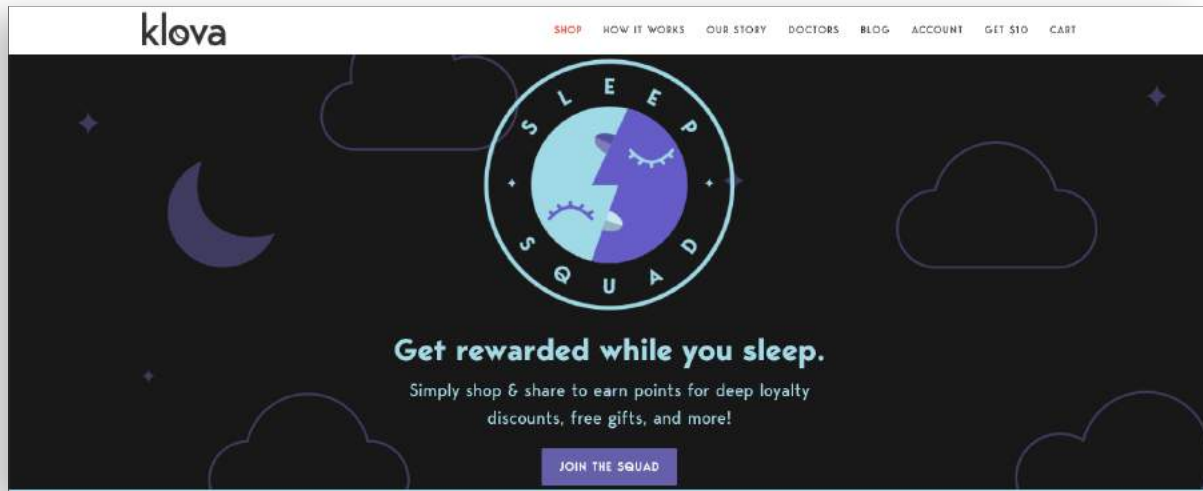 klova
SHOP HOW IT WORKS OUR STORY DOCTORS BLOG ACCOUNT GET $10 CART
SLEEP
SQUAD
Get rewarded while you sleep.
Simply shop & share to earn points for deep loyalty
discounts, free gifts, and more!
JOIN THE SQUAD